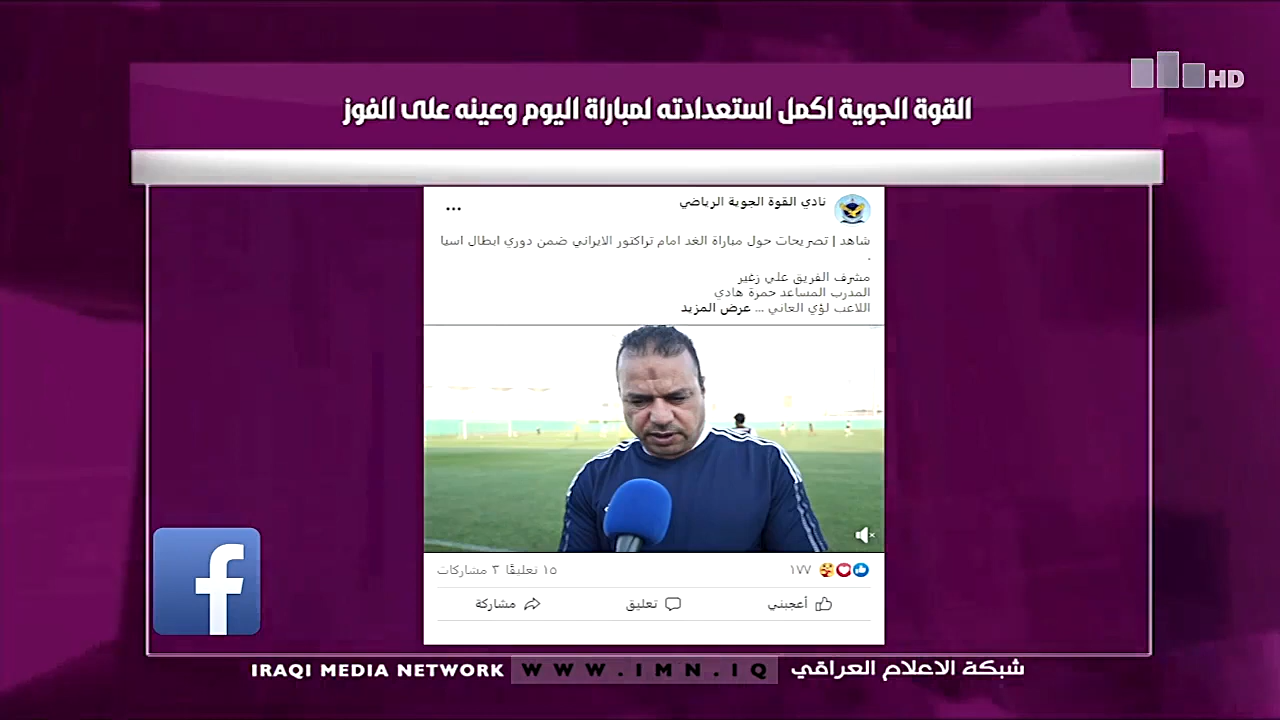 HD
القوة الجوية اكمل استعدادته لمباراة اليوم وعينه على الفوز
نادي القوة الجوية الرياضي
شاهد | تصريحات حول مباراة الغد امام تراكتور الايراني ضمن دوري ابطال اسيا
.
مشرف الفريق علي زغير
المدرب المساعد حمزة هادي
اللاعب لؤي العاني ... عرض المزيد
١٧٧
١٥ تعليقًا ٣ مشاركات
أعجبني
تعليق
مشاركة
شبكة الاعلام العراقي WWW.IMN.IQ IRAQI MEDIA NETWORK